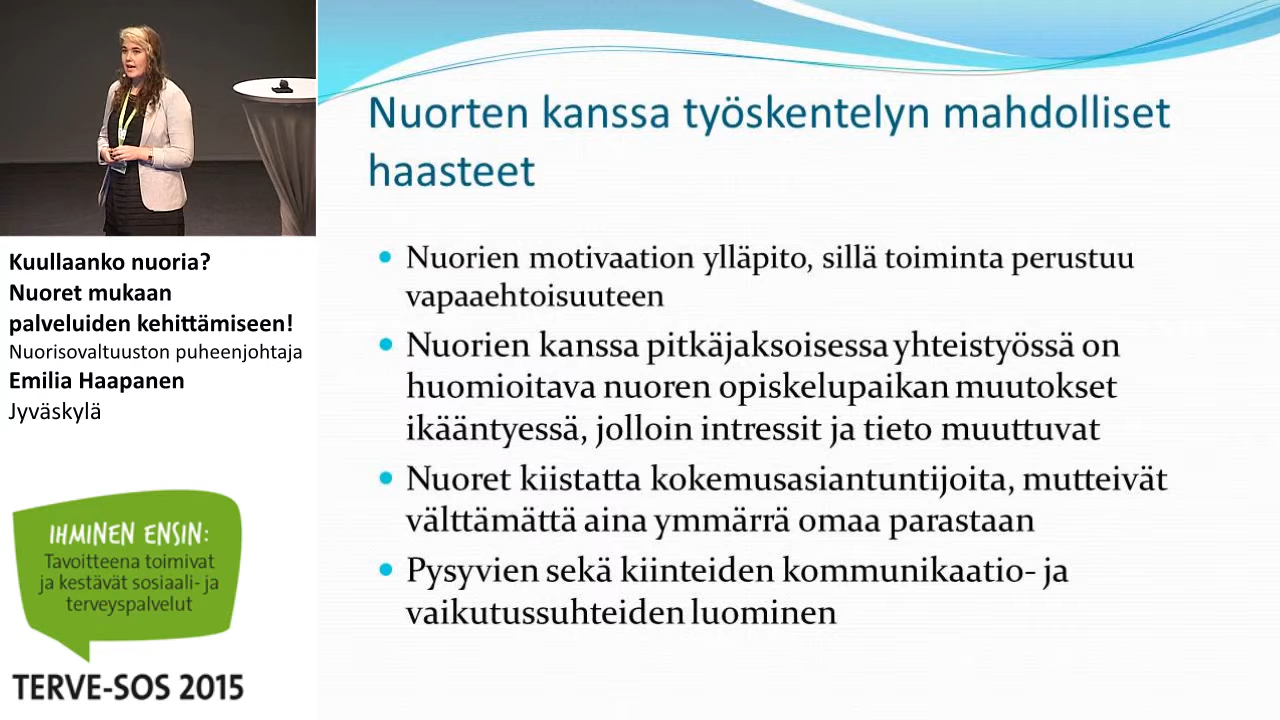 Nuorten kanssa työskentelyn mahdolliset
haasteet
Nuorien motivaation ylläpito, sillä toiminta perustuu
vapaaehtoisuuteen
Nuorien kanssa pitkäjaksoisessa yhteistyössä on
huomioitava nuoren opiskelupaikan muutokset
ikääntyessä, jolloin intressit ja tieto muuttuvat
Nuoret kiistatta kokemusasiantuntijoita, mutteivät
välttämättä aina ymmärrä omaa parastaan
Pysyvien sekä kiinteiden kommunikaatio- ja
vaikutussuhteiden luominen
Kuullaanko nuoria?
Nuoret mukaan
palveluiden kehittämiseen!
Nuorisovaltuuston puheenjohtaja
Emilia Haapanen
Jyväskylä
IHMINEN ENSIN:
Tavoitteena toimivat
ja kestävät sosiaali- ja
terveyspalvelut
TERVE-SOS 2015